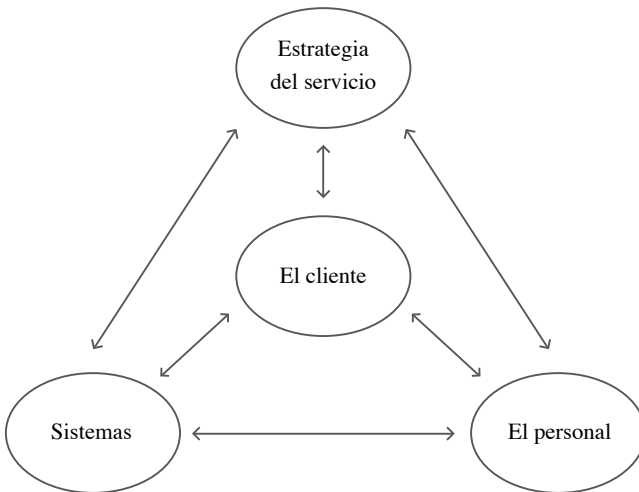 Estrategia
del servicio
El cliente
Sistemas
El personal